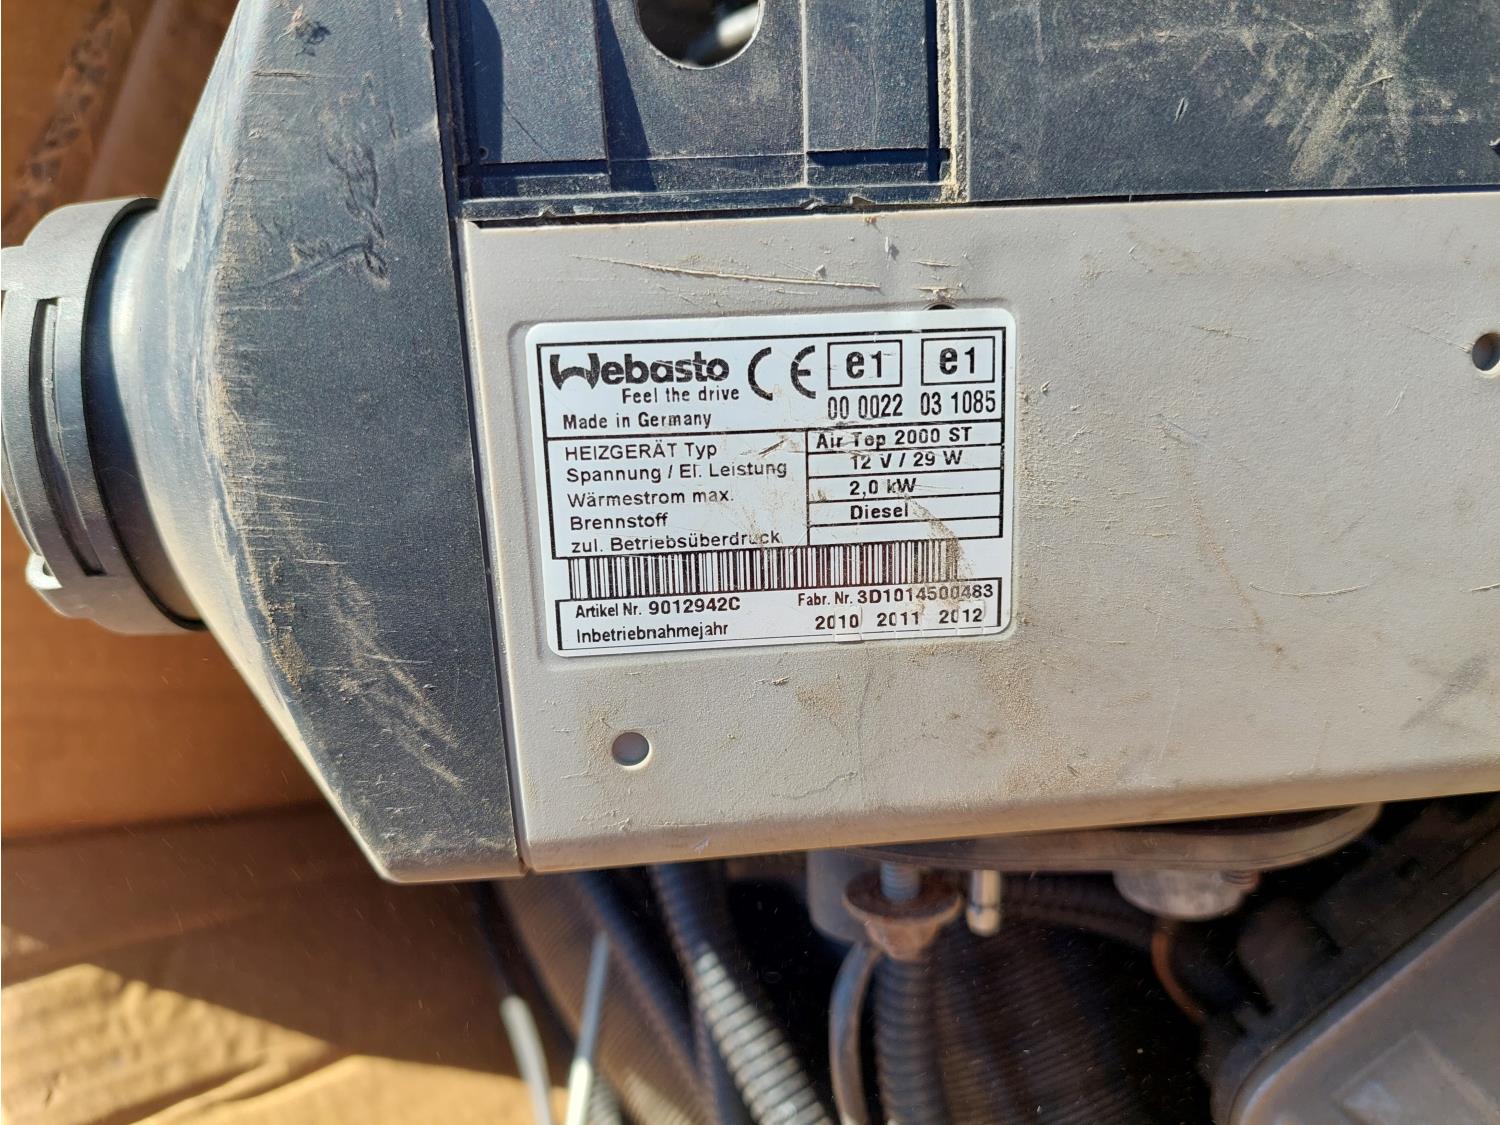 Webasto CE e1 e1
Feel the drive
Made in Germany 00 0022 03 1085
HEIZGERÄT Typ Air Top 2000 ST
Spannung / El. Leistung 12 V / 29 W
Wärmestrom max. 2,0 kW
Brennstoff Diesel
zul. Betriebsüberdruck
Artikel Nr. 9012942C Fabr. Nr. 3D1014500483
Inbetriebnahmejahr 2010 2011 2012